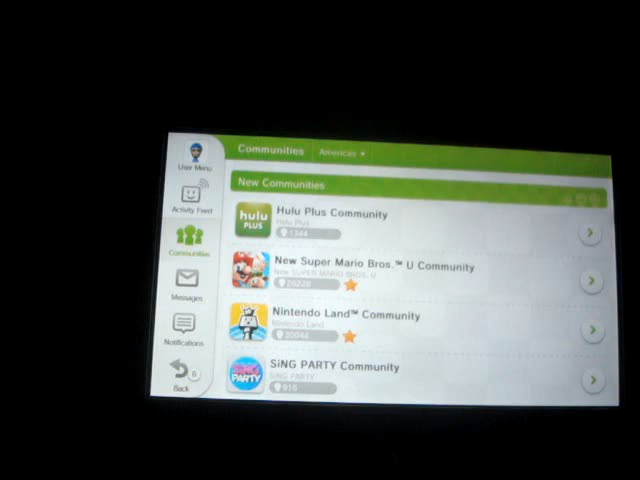 User Menu
Activity Feed
Communities
Messages
Notifications
B
Back
Communities
Americas
New Communities
hulu
PLUS
Hulu Plus Community
Hulu Plus
1344
New Super Mario Bros.™ U Community
New SUPER MARIO BROS. U
26228
Nintendo Land™ Community
Nintendo Land
30044
SiNG
PARTY
SiNG PARTY Community
SiNG PARTY
916